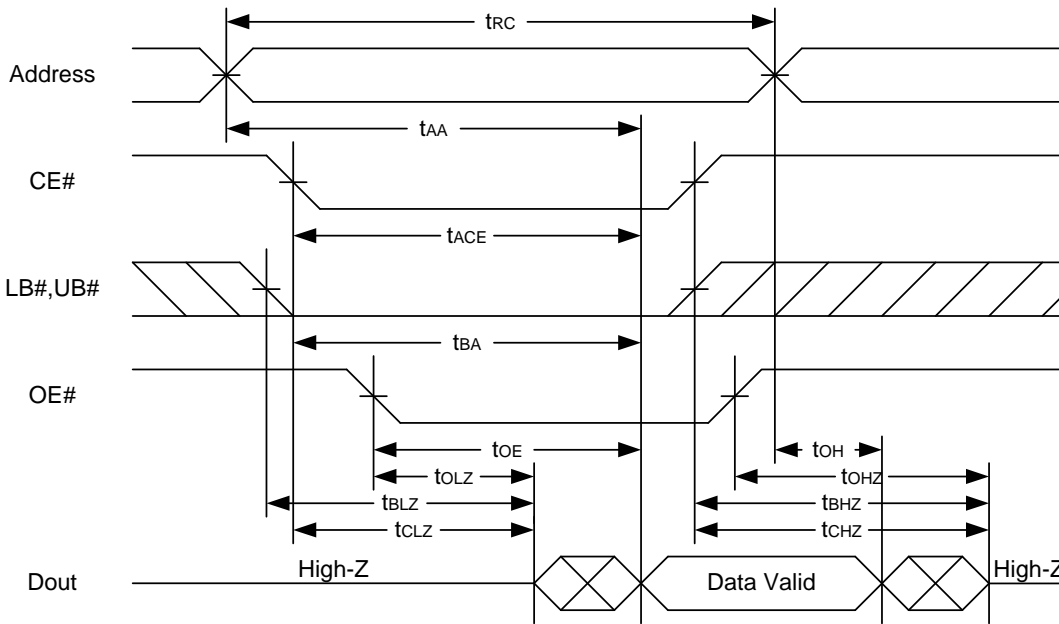 tRC
Address
tAA
CE#
tACE
LB#,UB#
tBA
OE#
tOE
tOH
tOLZ
tOHZ
tBLZ
tBHZ
tCLZ
tCHZ
Dout
High-Z
Data Valid
High-Z